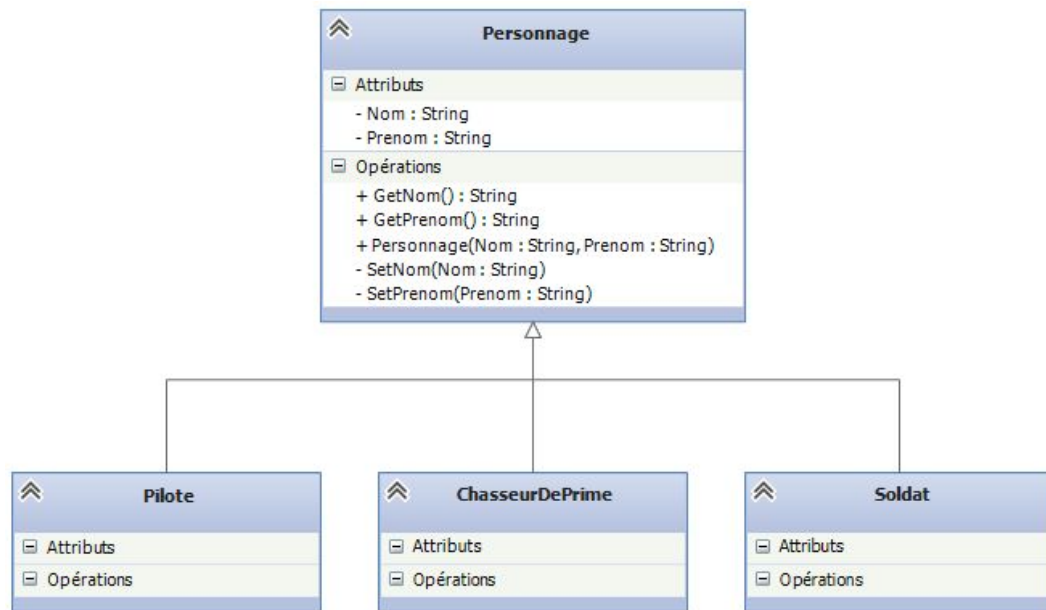 Personnage
Attributs
- Nom : String
- Prenom : String
Opérations
+ GetNom() : String
+ GetPrenom() : String
+ Personnage(Nom : String, Prenom : String)
- SetNom(Nom : String)
- SetPrenom(Prenom : String)
Pilote
Attributs
Opérations
ChasseurDePrime
Attributs
Opérations
Soldat
Attributs
Opérations